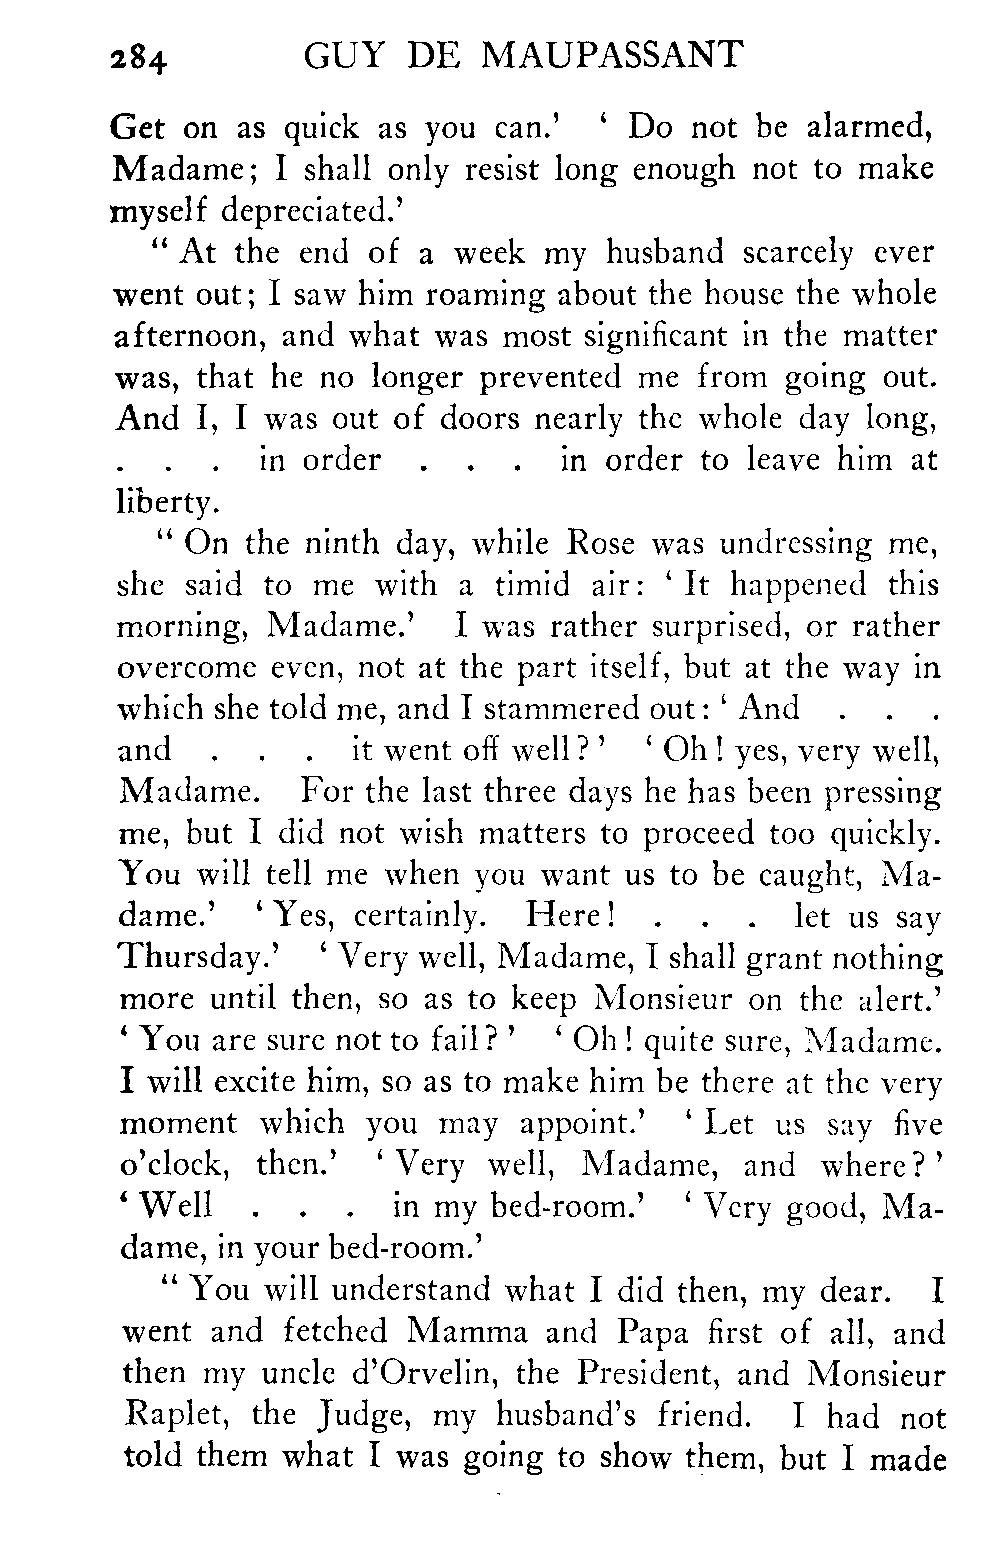 284 GUY DE MAUPASSANT
Get on as quick as you can.' ' Do not be alarmed,
Madame; I shall only resist long enough not to make
myself depreciated.'
" At the end of a week my husband scarcely ever
went out; I saw him roaming about the house the whole
afternoon, and what was most significant in the matter
was, that he no longer prevented me from going out.
And I, I was out of doors nearly the whole day long,
. . . in order . . . in order to leave him at
liberty.
" On the ninth day, while Rose was undressing me,
she said to me with a timid air: ' It happened this
morning, Madame.' I was rather surprised, or rather
overcome even, not at the part itself, but at the way in
which she told me, and I stammered out: ' And . . .
and . . . it went off well? ' ' Oh! yes, very well,
Madame. For the last three days he has been pressing
me, but I did not wish matters to proceed too quickly.
You will tell me when you want us to be caught, Ma-
dame.' ' Yes, certainly. Here! . . . let us say
Thursday.' ' Very well, Madame, I shall grant nothing
more until then, so as to keep Monsieur on the alert.'
' You are sure not to fail? ' ' Oh! quite sure, Madame.
I will excite him, so as to make him be there at the very
moment which you may appoint.' ' Let us say five
o'clock, then.' ' Very well, Madame, and where? '
' Well . . . in my bed-room.' ' Very good, Ma-
dame, in your bed-room.'
" You will understand what I did then, my dear. I
went and fetched Mamma and Papa first of all, and
then my uncle d'Orvelin, the President, and Monsieur
Raplet, the Judge, my husband's friend. I had not
told them what I was going to show them, but I made